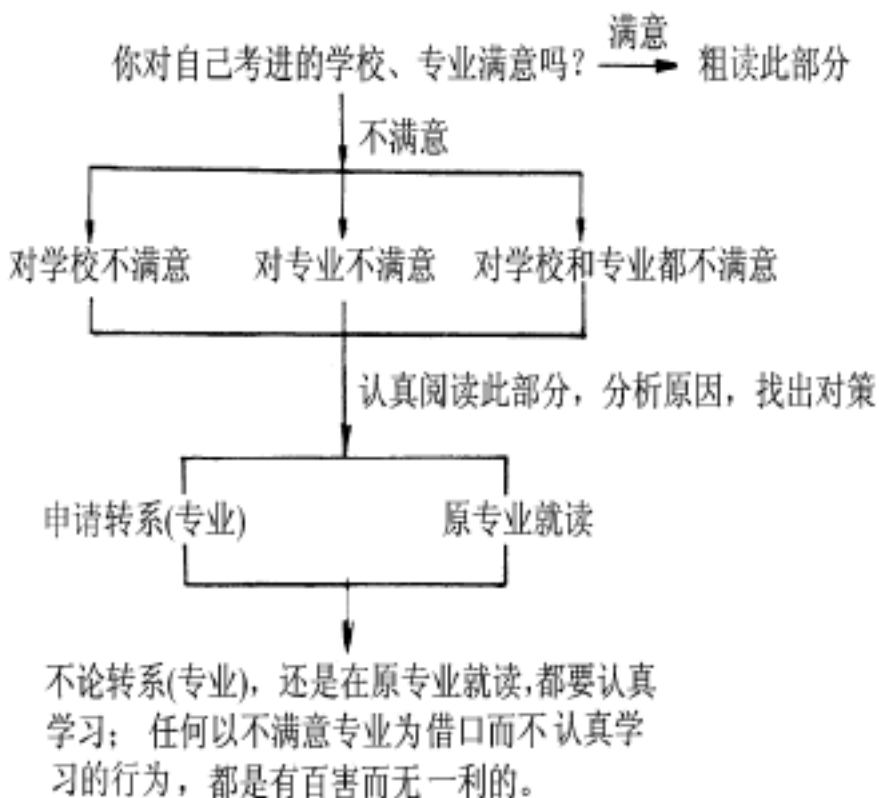 满意
你对自己考进的学校、专业满意吗? 粗读此部分
不满意
对学校不满意 对专业不满意 对学校和专业都不满意
认真阅读此部分，分析原因，找出对策
申请转系(专业) 原专业就读
不论转系(专业)，还是在原专业就读,都要认真
学习； 任何以不满意专业为借口而不认真学
习的行为，都是有百害而无一利的。